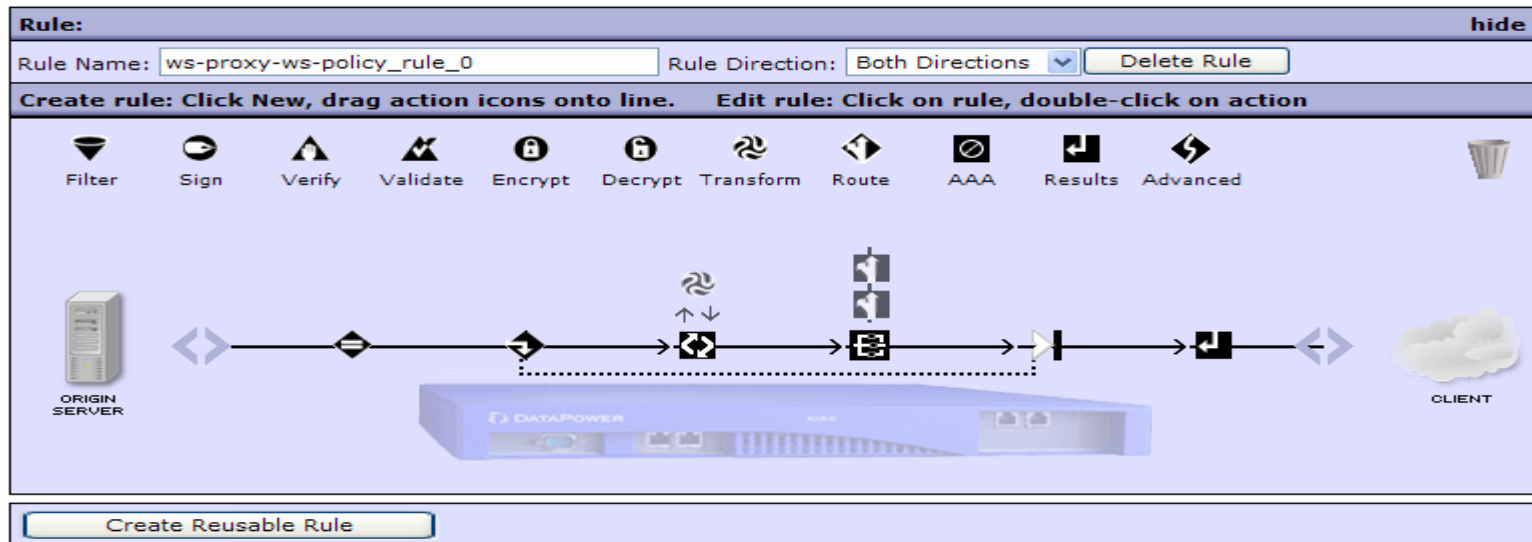 Rule: hide
Rule Name: ws-proxy-ws-policy_rule_0 Rule Direction: Both Directions Delete Rule
Create rule: Click New, drag action icons onto line. Edit rule: Click on rule, double-click on action
Filter Sign Verify Validate Encrypt Decrypt Transform Route AAA Results Advanced
ORIGIN
SERVER
CLIENT
DATAPOWER
Create Reusable Rule